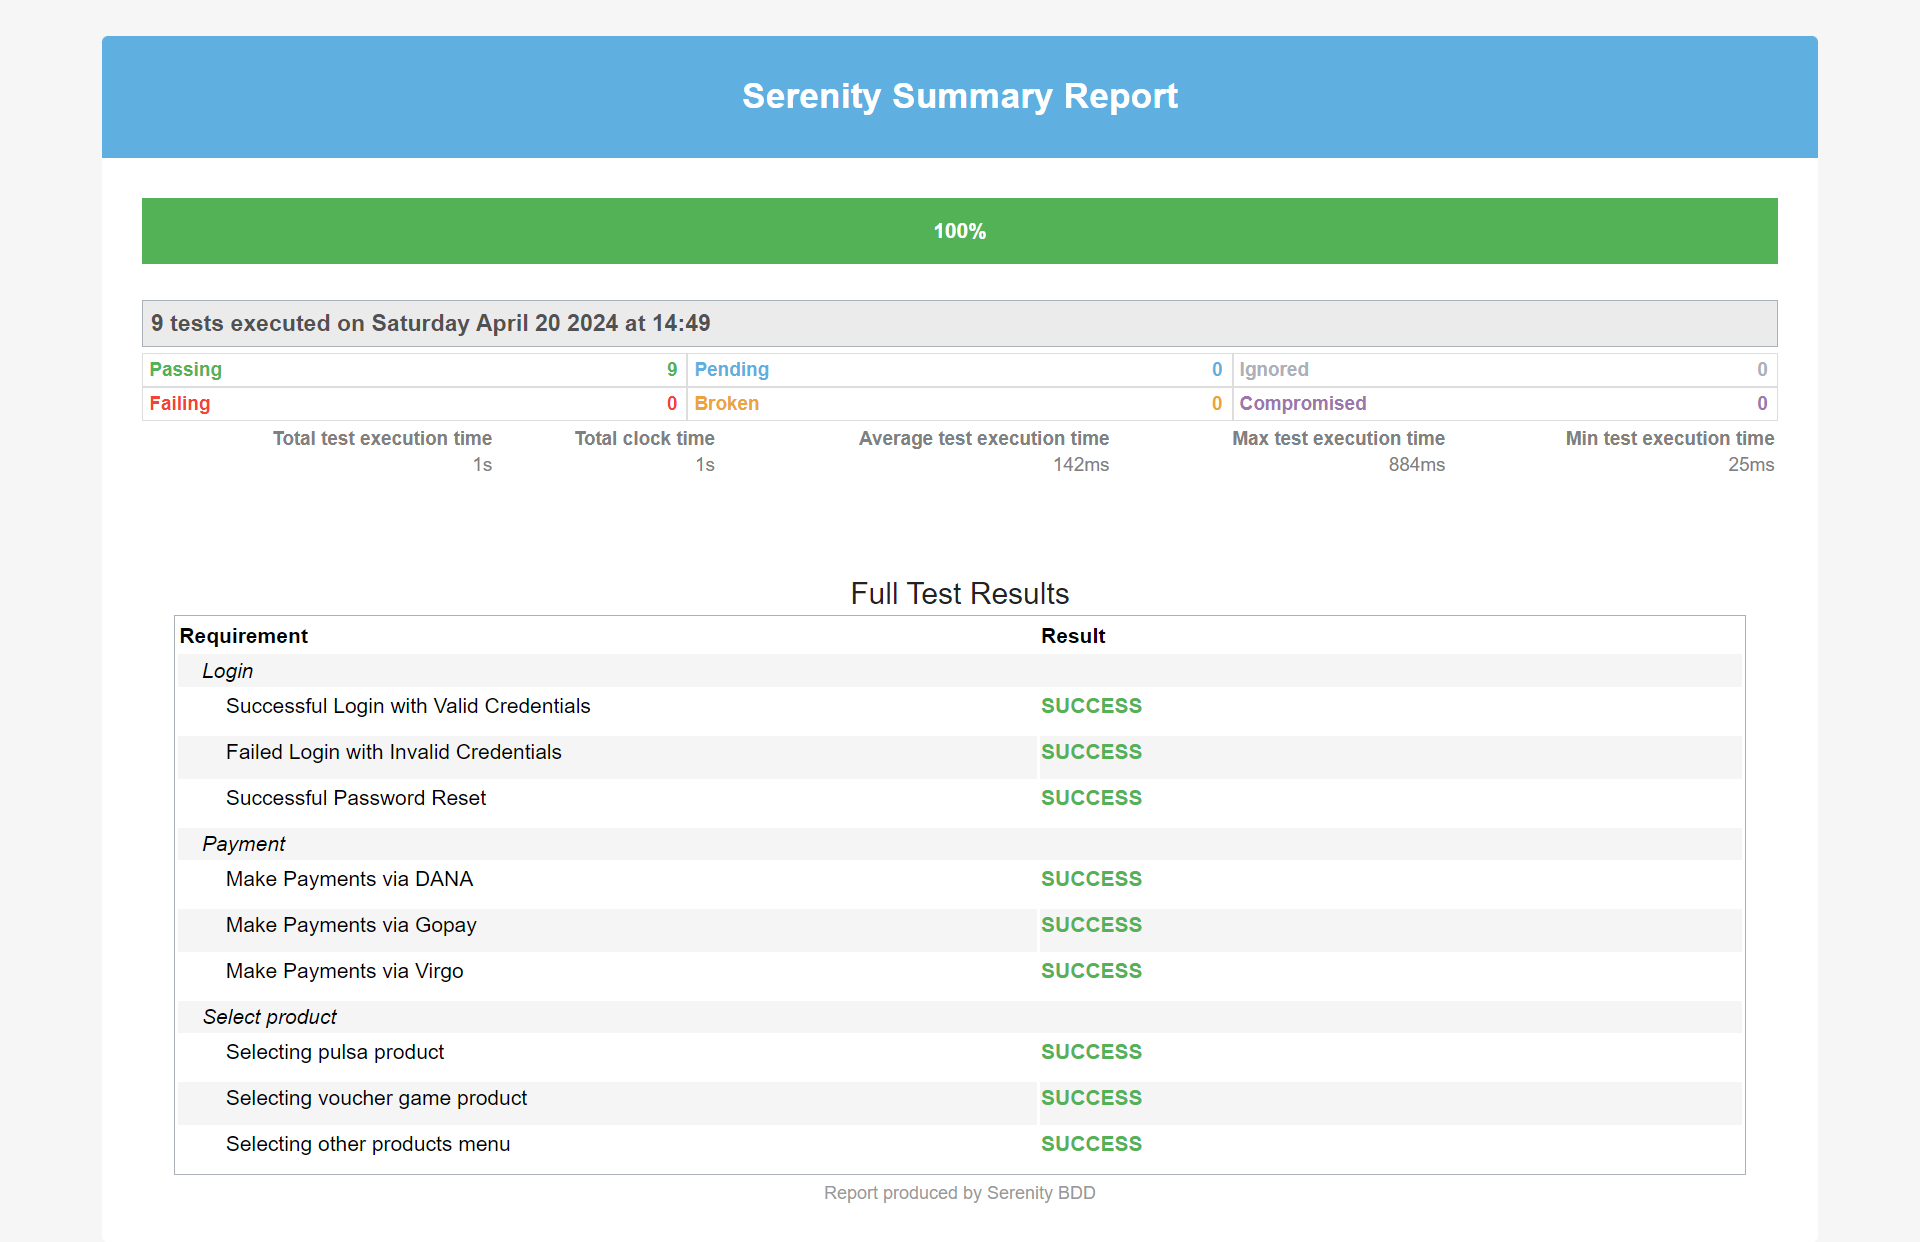 Serenity Summary Report
100%
9 tests executed on Saturday April 20 2024 at 14:49
Passing 9 Pending 0 Ignored 0
Failing 0 Broken 0 Compromised 0
Total test execution time Total clock time Average test execution time Max test execution time Min test execution time
1s 1s 142ms 884ms 25ms
Full Test Results
Requirement Result
Login
Successful Login with Valid Credentials SUCCESS
Failed Login with Invalid Credentials SUCCESS
Successful Password Reset SUCCESS
Payment
Make Payments via DANA SUCCESS
Make Payments via Gopay SUCCESS
Make Payments via Virgo SUCCESS
Select product
Selecting pulsa product SUCCESS
Selecting voucher game product SUCCESS
Selecting other products menu SUCCESS
Report produced by Serenity BDD